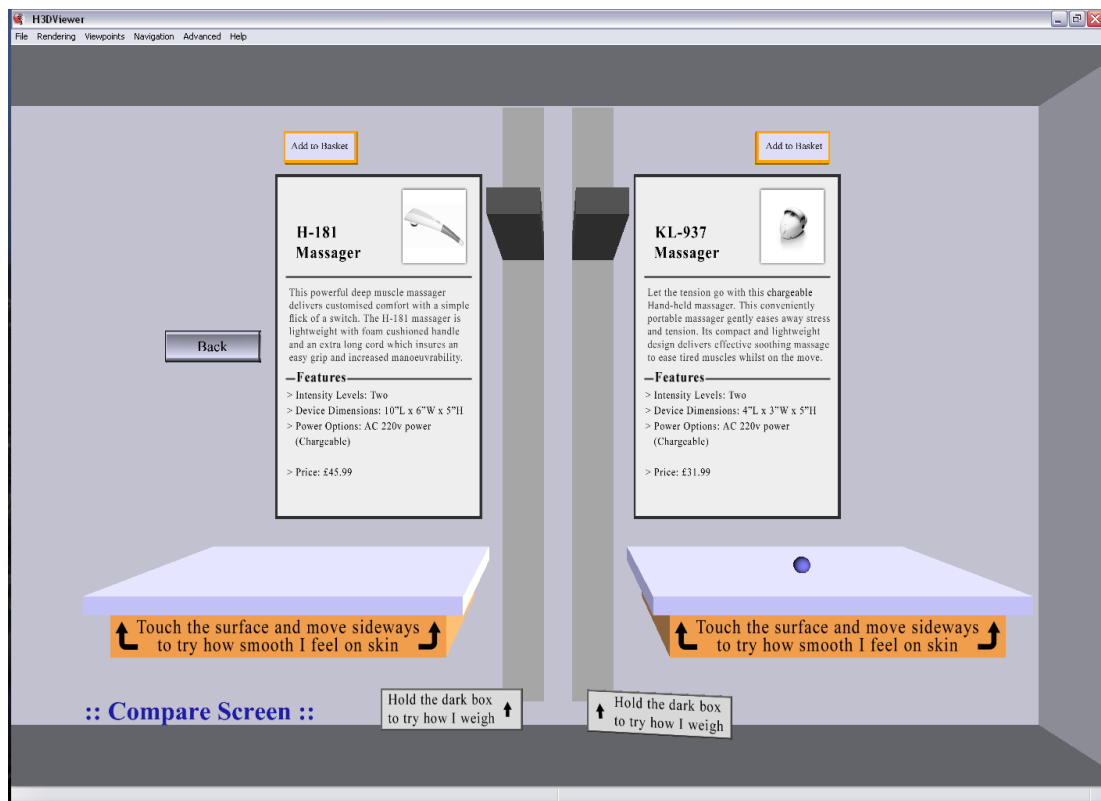 H3DViewer
File Rendering Viewpoints Navigation Advanced Help
Add to Basket
H-181
Massager
This powerful deep muscle massager
delivers customised comfort with a simple
flick of a switch. The H-181 massager is
lightweight with foam cushioned handle
and an extra long cord which insures an
easy grip and increased manoeuvrability.
Features
> Intensity Levels: Two
> Device Dimensions: 10"L x 6"W x 5"H
> Power Options: AC 220v power
(Chargeable)
> Price: £45.99
Add to Basket
KL-937
Massager
Let the tension go with this chargeable
Hand-held massager. This conveniently
portable massager gently eases away stress
and tension. Its compact and lightweight
design delivers effective soothing massage
to ease tired muscles whilst on the move.
Features
> Intensity Levels: Two
> Device Dimensions: 4"L x 3"W x 5"H
> Power Options: AC 220v power
(Chargeable)
> Price: £31.99
Back
Touch the surface and move sideways
to try how smooth I feel on skin
Touch the surface and move sideways
to try how smooth I feel on skin
:: Compare Screen ::
Hold the dark box
to try how I weigh
Hold the dark box
to try how I weigh